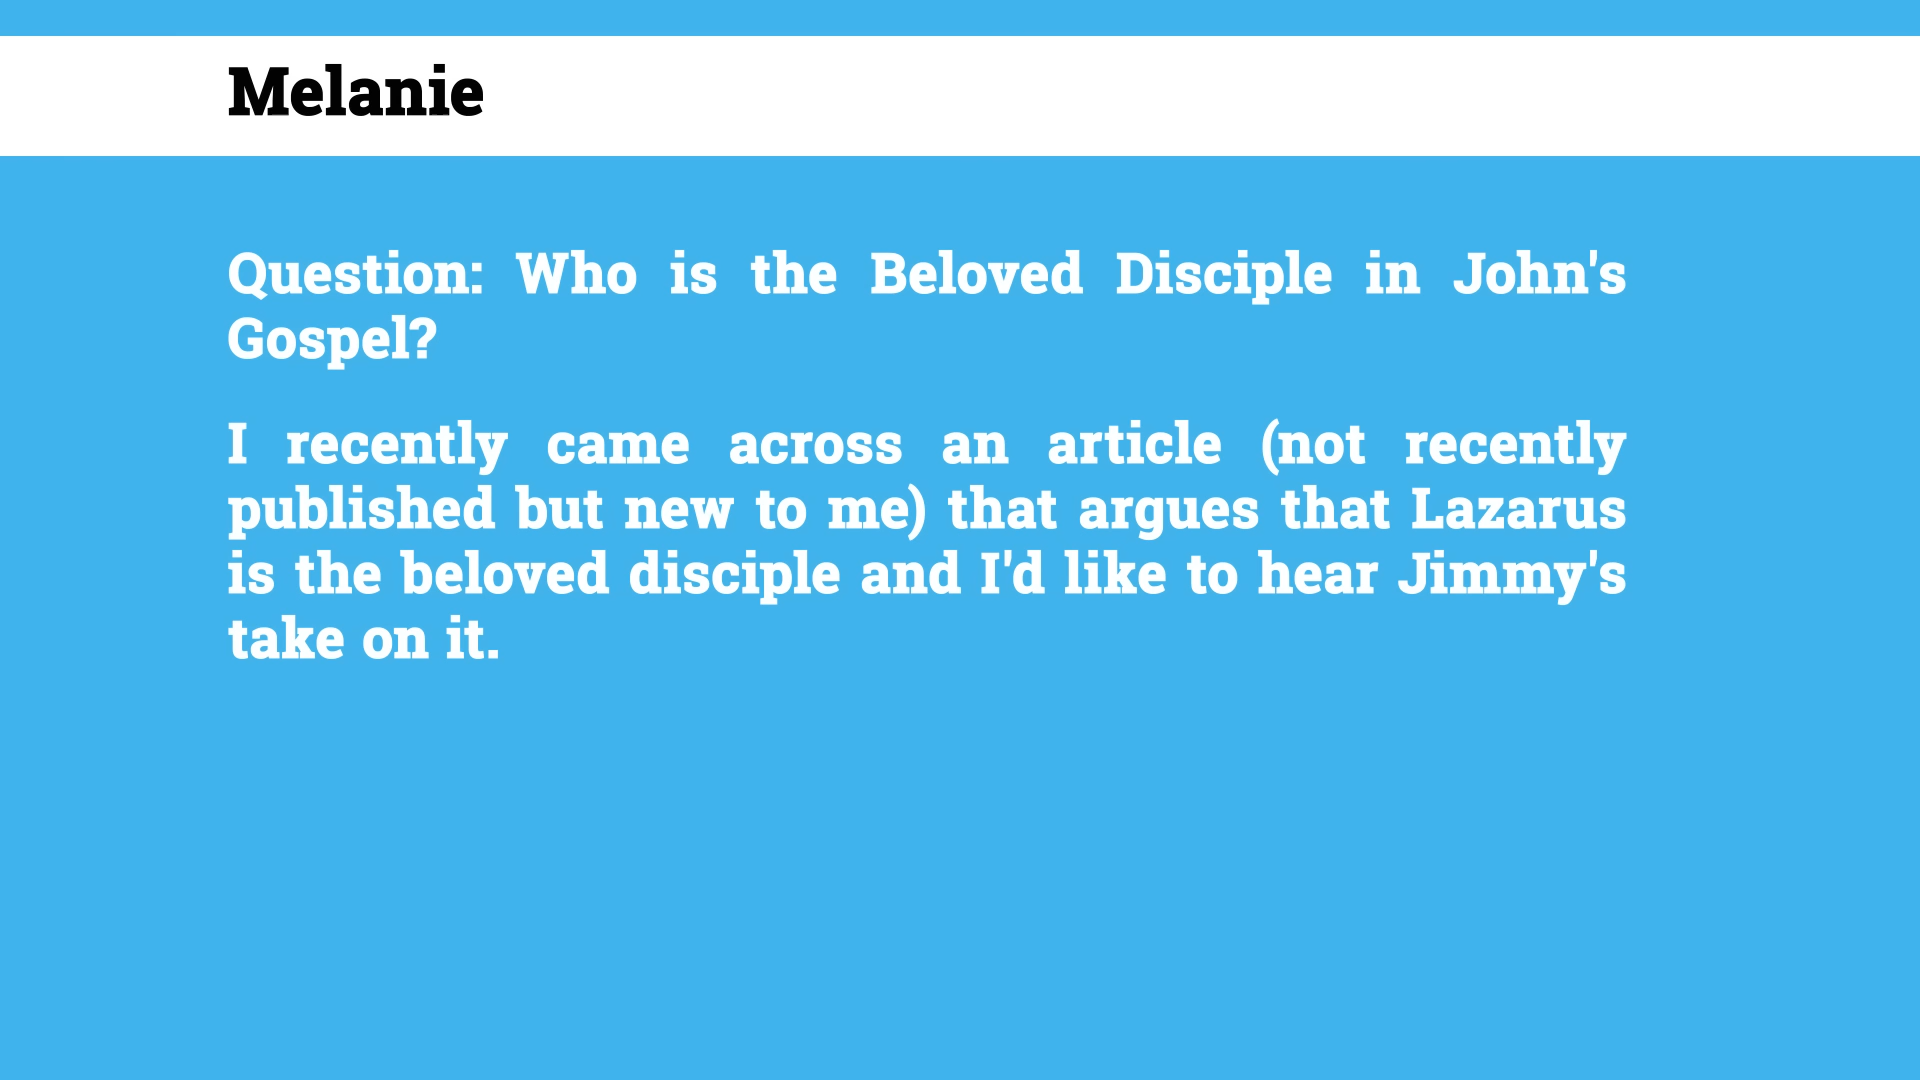 Melanie
Question: Who is the Beloved Disciple in John's
Gospel?
I recently came across an article (not recently
published but new to me) that argues that Lazarus
is the beloved disciple and I'd like to hear Jimmy's
take on it.